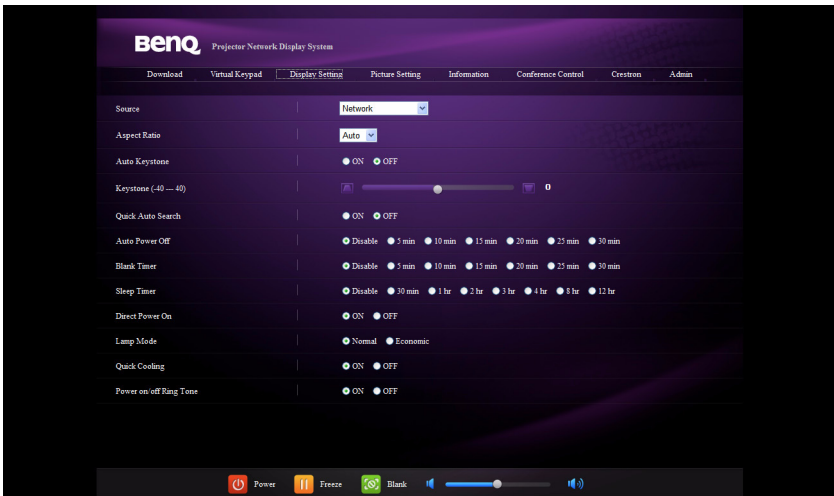 BenQ Projector Network Display System
Download Virtual Keypad Display Setting Picture Setting Information Conference Control Crestron Admin
Source Network
Aspect Ratio Auto
Auto Keystone ON OFF
Keystone (-40 --- 40) 0
Quick Auto Search ON OFF
Auto Power Off Disable 5 min 10 min 15 min 20 min 25 min 30 min
Blank Timer Disable 5 min 10 min 15 min 20 min 25 min 30 min
Sleep Timer Disable 30 min 1 hr 2 hr 3 hr 4 hr 8 hr 12 hr
Direct Power On ON OFF
Lamp Mode Normal Economic
Quick Cooling ON OFF
Power on/off Ring Tone ON OFF
Power Freeze Blank